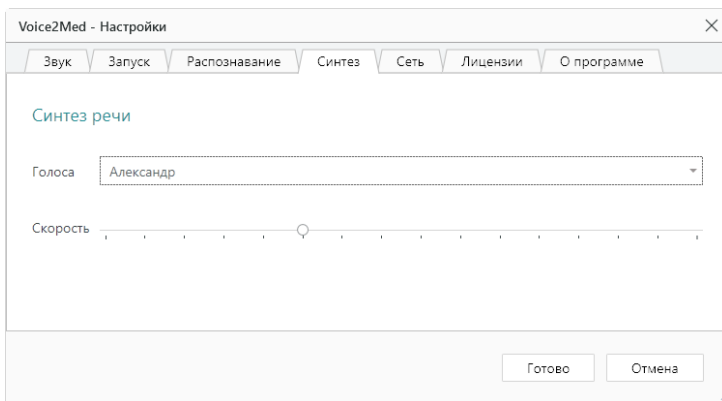 Voice2Med - Настройки
Звук Запуск Распознавание Синтез Сеть Лицензии О программе
Синтез речи
Голоса Александр
Скорость
Готово Отмена